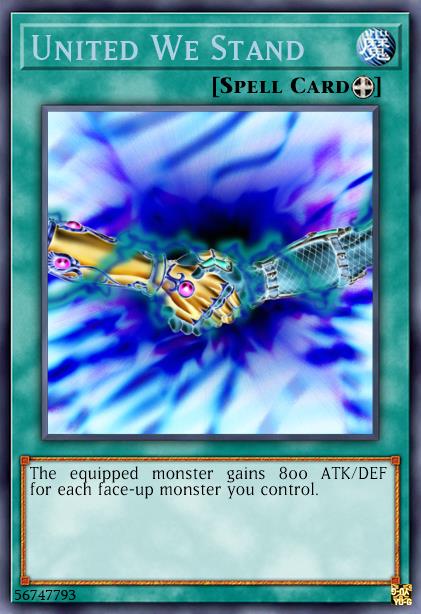 United We Stand
魔
[Spell Card]
The equipped monster gains 800 ATK/DEF
for each face-up monster you control.
56747793